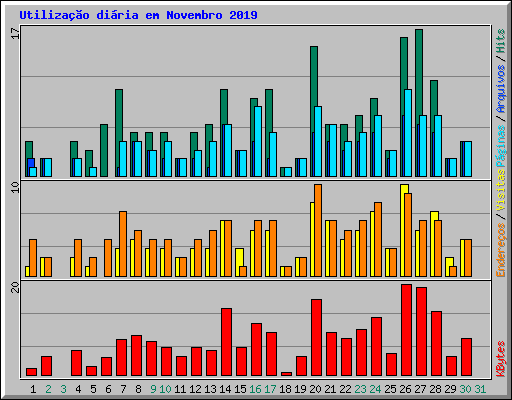 Utilização diária em Novembro 2019
17
10
20
Endereços / Visitas Páginas / Arquivos / Hits
KBytes
1 2 3 4 5 6 7 8 9 10 11 12 13 14 15 16 17 18 19 20 21 22 23 24 25 26 27 28 29 30 31